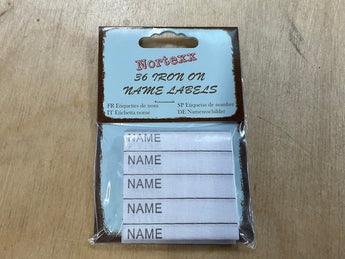 Nortexx
36 IRON ON
NAME LABELS
FR Etiquettes de nom
SP Etiquetas de nombre
IT Etichetta nome
DE Namensschilder
NAME
NAME
NAME
NAME
NAME